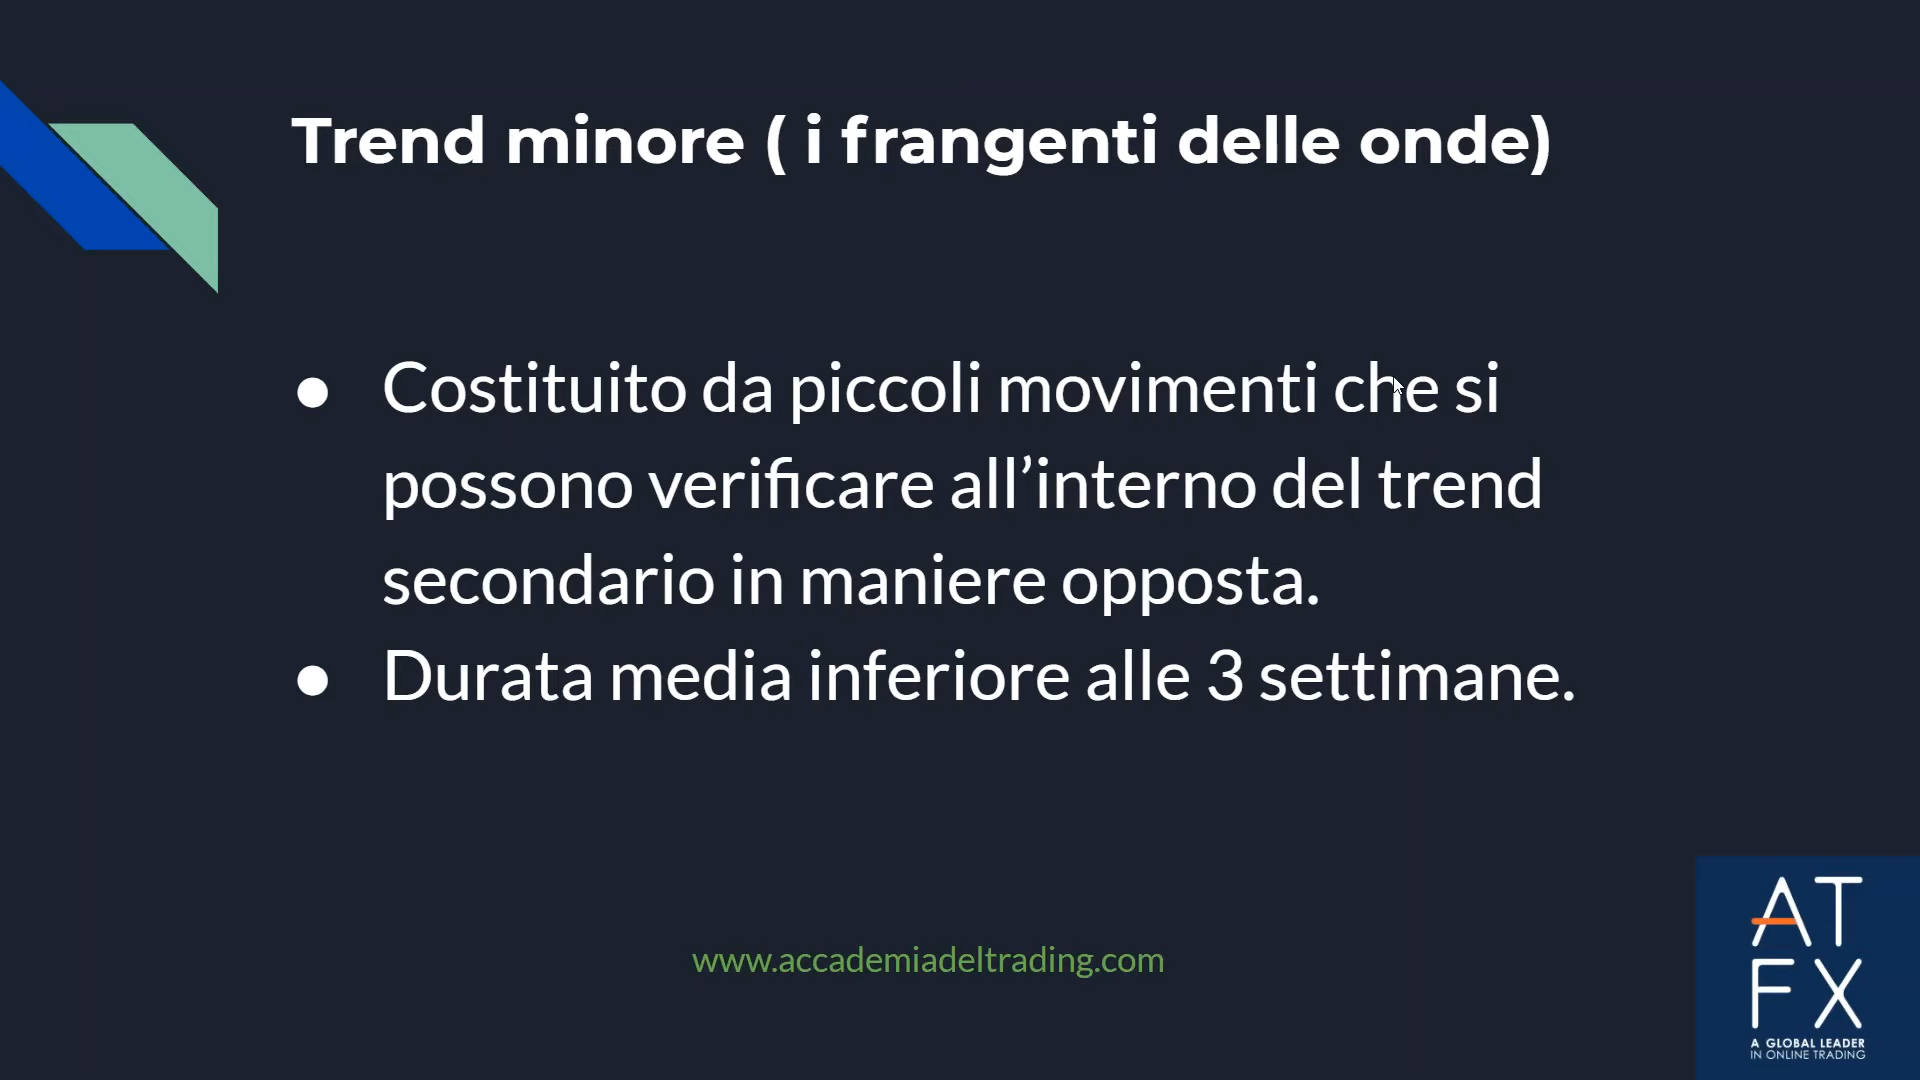 Trend minore ( i frangenti delle onde)
● Costituito da piccoli movimenti che si
possono verificare all’interno del trend
secondario in maniere opposta.
● Durata media inferiore alle 3 settimane.
www.accademiadeltrading.com
AT
FX
A GLOBAL LEADER
IN ONLINE TRADING